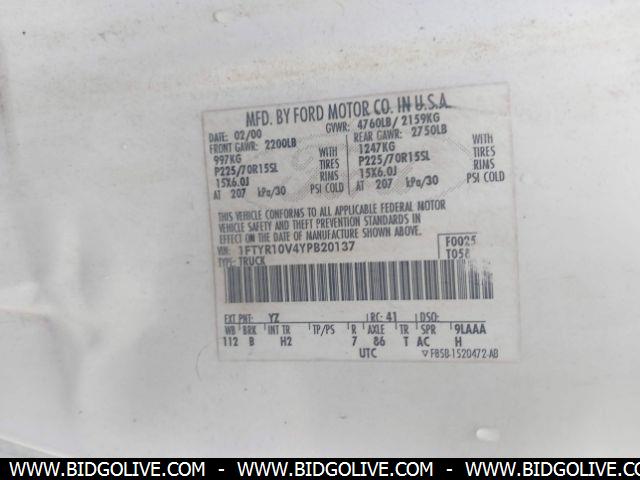 MFD. BY FORD MOTOR CO. IN U.S.A.
DATE: 02/00 GVWR: 4760LB/ 2159KG
FRONT GAWR: 2200LB REAR GAWR: 2750LB
997KG WITH 1247KG WITH
P225/70R15SL TIRES P225/70R15SL TIRES
15X6.0J RIMS 15X6.0J RIMS
AT 207 kPa/30 PSI COLD AT 207 kPa/30 PSI COLD
THIS VEHICLE CONFORMS TO ALL APPLICABLE FEDERAL MOTOR
VEHICLE SAFETY AND THEFT PREVENTION STANDARDS IN
EFFECT ON THE DATE OF MANUFACTURE SHOWN ABOVE.
VIN: 1FTYR10V4YPB20137 F0025
TYPE: TRUCK T058
EXT PNT: YZ RC: 41 DSO:
WB BRK INT TR TP/PS R AXLE TR SPR 9LAAA
112 B H2 7 86 T AC H
UTC ▽F85B-1520472-AB
WWW.BIDGOLIVE.COM - WWW.BIDGOLIVE.COM - WWW.BIDGOLIVE.COM